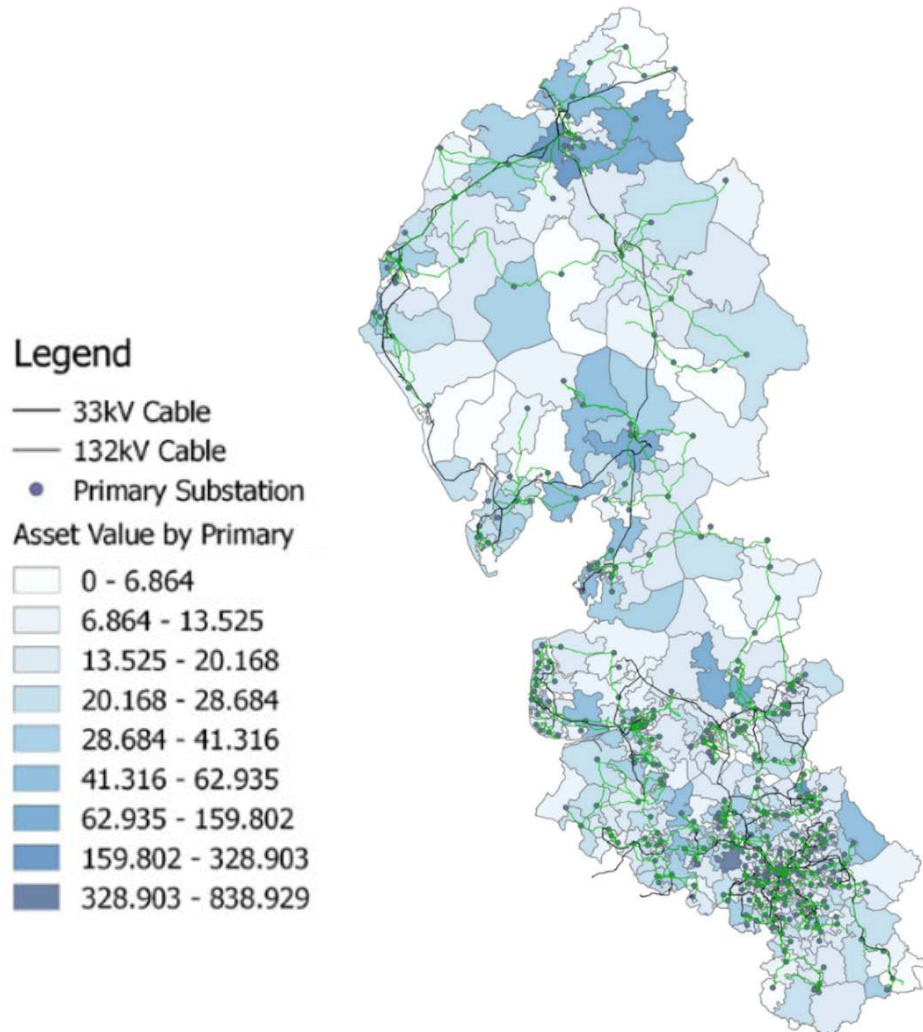 Legend
33kV Cable
132kV Cable
Primary Substation
Asset Value by Primary
0 - 6.864
6.864 - 13.525
13.525 - 20.168
20.168 - 28.684
28.684 - 41.316
41.316 - 62.935
62.935 - 159.802
159.802 - 328.903
328.903 - 838.929